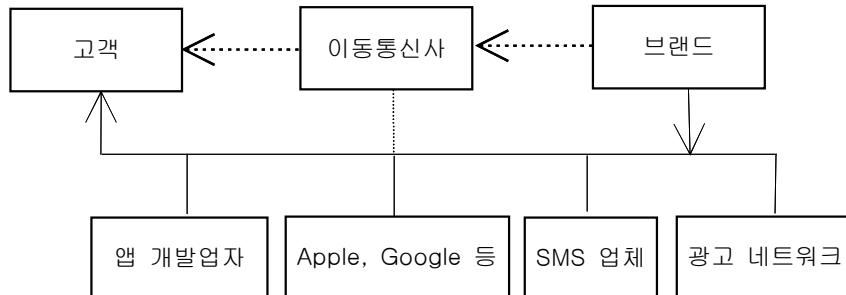 고객
이동통신사
브랜드
앱 개발업자
Apple, Google 등
SMS 업체
광고 네트워크